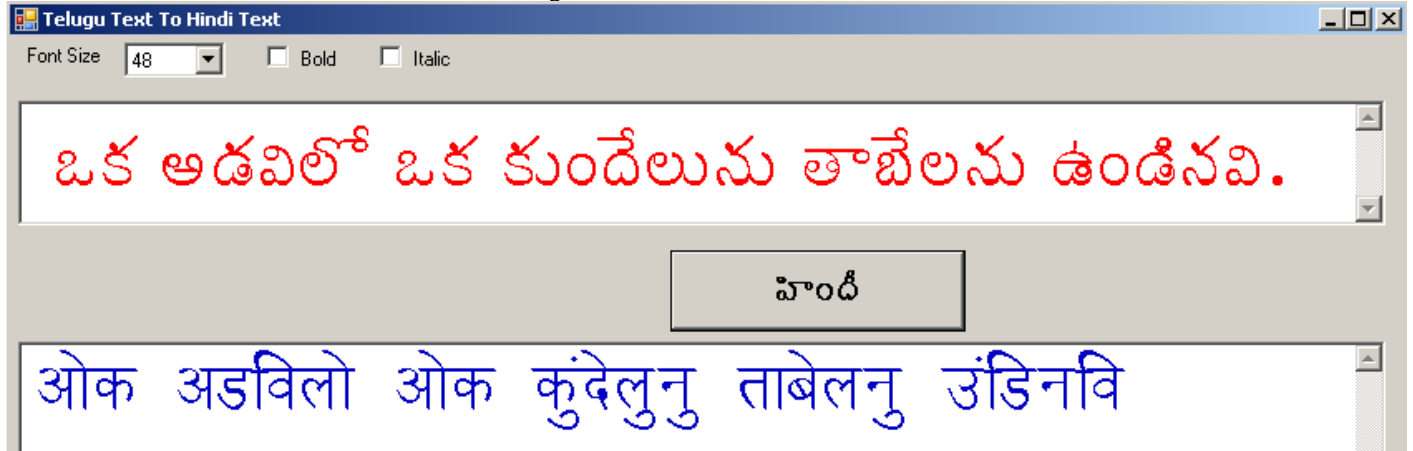 Telugu Text To Hindi Text
Font Size 48 Bold Italic
ఒక అడవిలో ఒక కుందేలును తాబేలను ఉండినవి.
హిందీ
ओक अडविलो ओक कुंदेलुनु ताबेलनु उंडिनवि